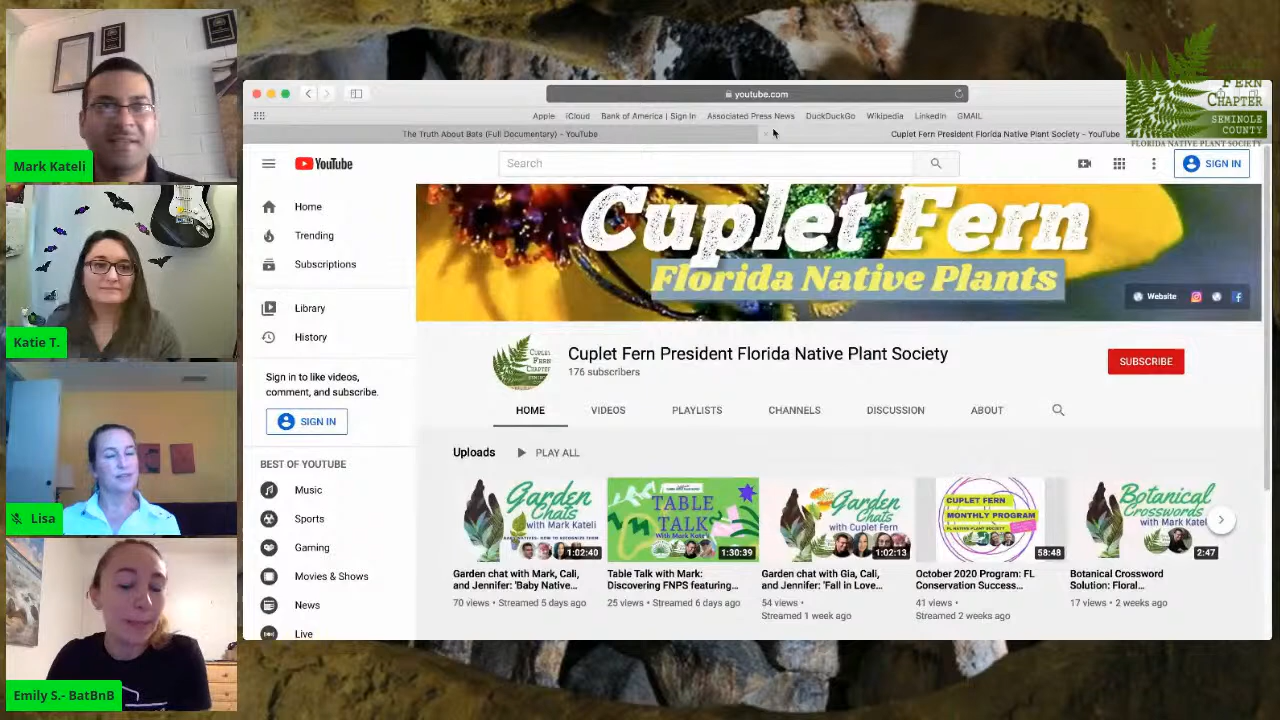 Mark Kateli
Katie T.
Lisa
Emily S.- BatBnB
youtube.com
Apple iCloud Bank of America | Sign In Associated Press News DuckDuckGo Wikipedia LinkedIn GMAIL
The Truth About Bats (Full Documentary) - YouTube
Cuplet Fern President Florida Native Plant Society - YouTube
FERN
CHAPTER
SEMINOLE
COUNTY
FLORIDA NATIVE PLANT SOCIETY
YouTube
Search
SIGN IN
Home
Trending
Subscriptions
Library
History
Sign in to like videos,
comment, and subscribe.
SIGN IN
BEST OF YOUTUBE
Music
Sports
Gaming
Movies & Shows
News
Live
Cuplet Fern
Florida Native Plants
Website
CUPLET
FERN
CHAPTER
Cuplet Fern President Florida Native Plant Society
176 subscribers
SUBSCRIBE
HOME VIDEOS PLAYLISTS CHANNELS DISCUSSION ABOUT
Uploads PLAY ALL
Garden
Chats
with Mark Kateli
1:02:40
Garden chat with Mark, Cali,
and Jennifer: 'Baby Native...
70 views • Streamed 5 days ago
TABLE
TALK
With Mark Kateli
1:30:39
Table Talk with Mark:
Discovering FNPS featuring...
25 views • Streamed 6 days ago
Garden
Chats
with Cuplet Fern
1:02:13
Garden chat with Gia, Cali,
and Jennifer: 'Fall in Love...
54 views •
Streamed 1 week ago
CUPLET FERN
MONTHLY PROGRAM
FL NATIVE PLANT SOCIETY
58:48
October 2020 Program: FL
Conservation Success...
41 views •
Streamed 2 weeks ago
Botanical
Crosswords
with Mark Kateli
2:47
Botanical Crossword
Solution: Floral...
17 views • 2 weeks ago